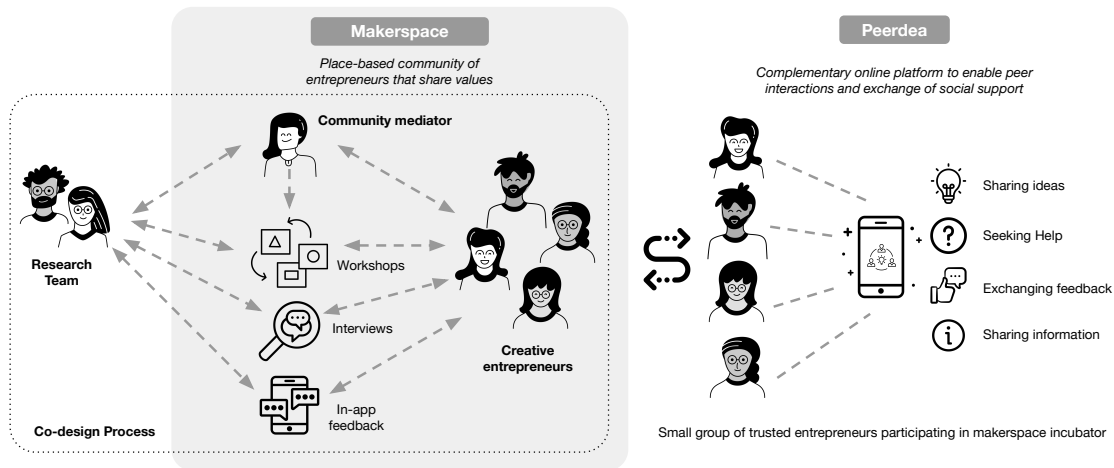 Makerspace
Place-based community of
entrepreneurs that share values
Community mediator
Research
Team
Workshops
Interviews
In-app
feedback
Creative
entrepreneurs
Co-design Process
Peerdea
Complementary online platform to enable peer
interactions and exchange of social support
Sharing ideas
Seeking Help
Exchanging feedback
Sharing information
Small group of trusted entrepreneurs participating in makerspace incubator